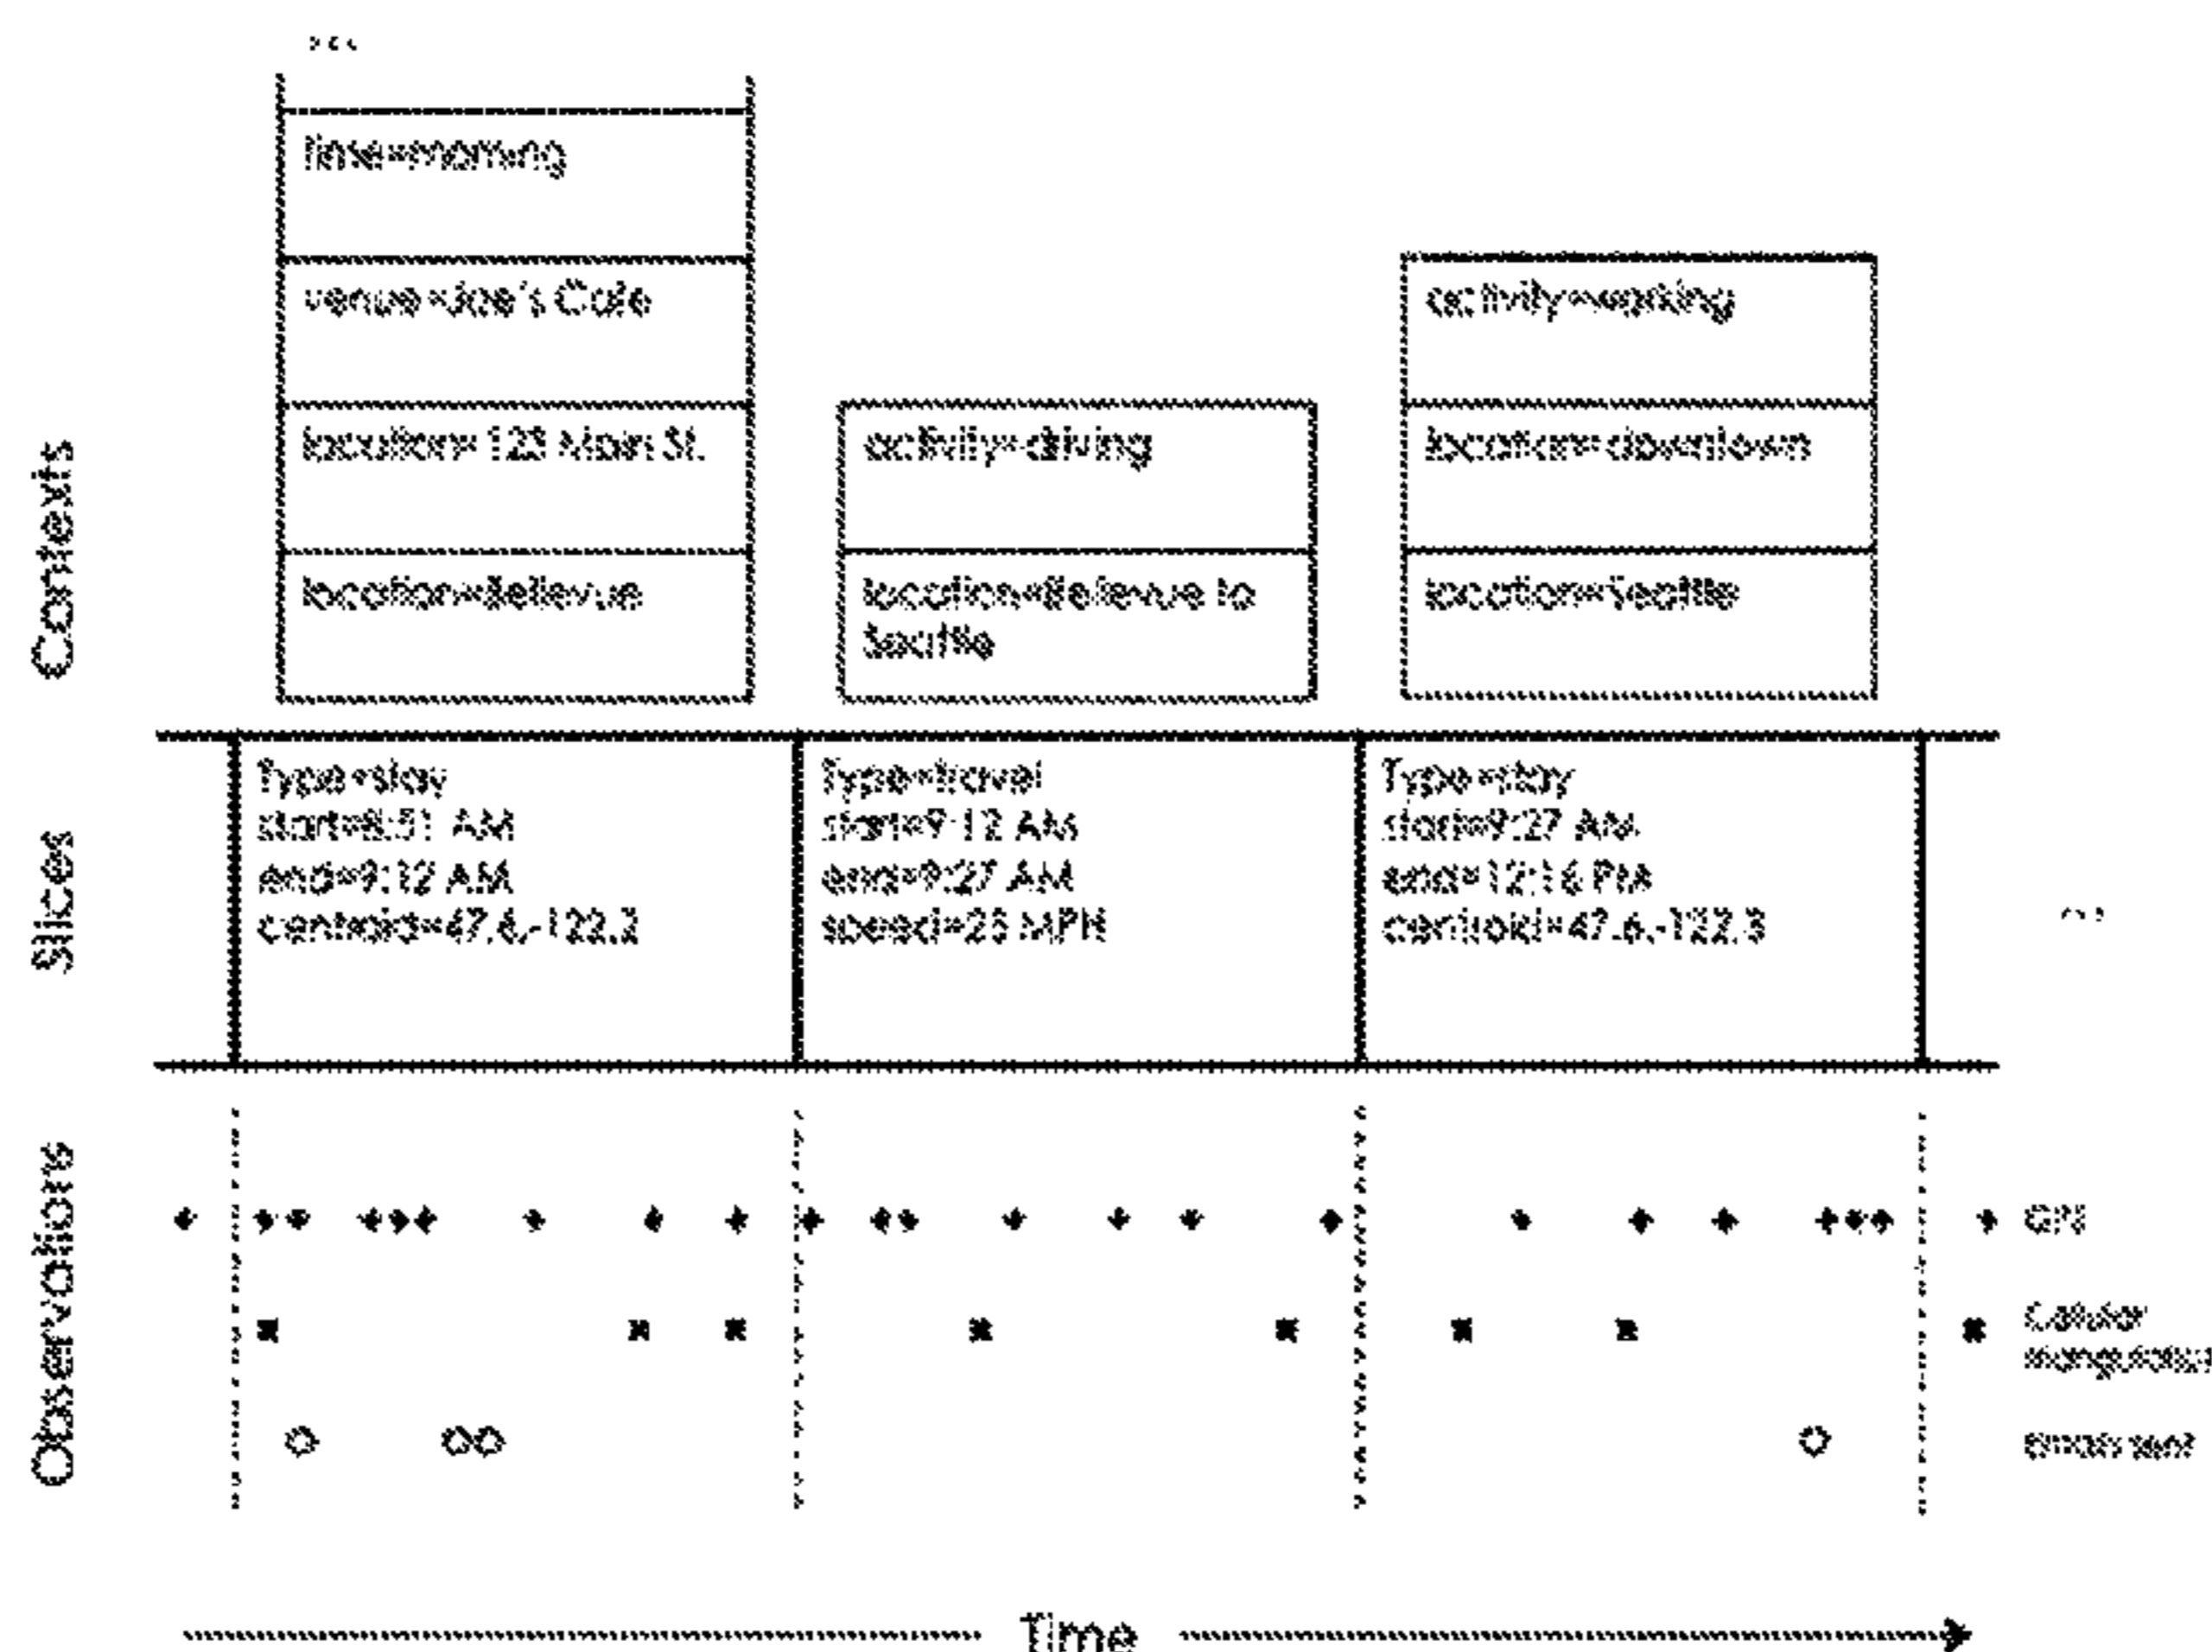 Contexts
time=morning
venue=Joe's Cafe
location=123 Main St.
location=Bellevue
activity=driving
location=Bellevue to
Seattle
activity=working
location=downtown
location=Seattle
Slices
Type=stay
start=8:51 AM
end=9:12 AM
centroid=47.6,-122.2
Type=travel
start=9:12 AM
end=9:27 AM
speed=23 MPH
Type=stay
start=9:27 AM
end=12:16 PM
centroid=47.6,-122.3
Observations
Cellular
emails sent
Time